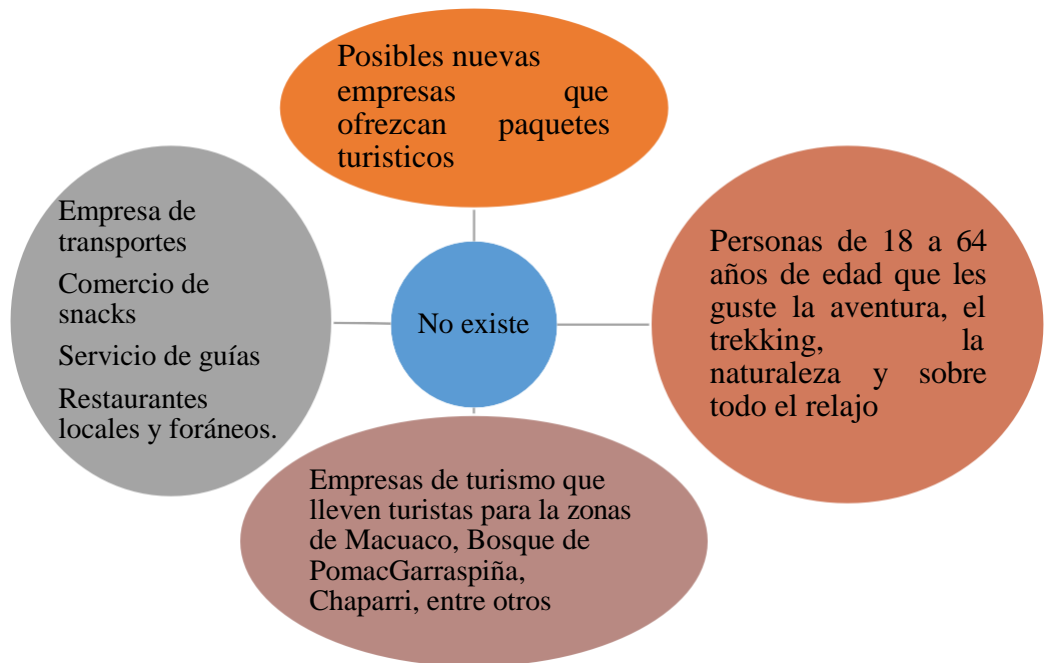 Posibles nuevas
empresas que
ofrezcan paquetes
turisticos
Empresa de
transportes
Comercio de
snacks
Servicio de guías
Restaurantes
locales y foráneos.
No existe
Personas de 18 a 64
años de edad que les
guste la aventura, el
trekking, la
naturaleza y sobre
todo el relajo
Empresas de turismo que
lleven turistas para la zonas
de Macuaco, Bosque de
PomacGarraspiña,
Chaparri, entre otros